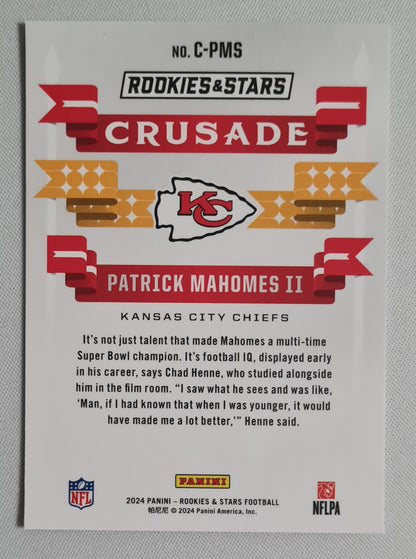 NO. C-PMS
ROOKIES & STARS
CRUSADE
KC
PATRICK MAHOMES II
KANSAS CITY CHIEFS
It's not just talent that made Mahomes a multi-time
Super Bowl champion. It's football IQ, displayed early
in his career, says Chad Henne, who studied alongside
him in the film room. “I saw what he sees and was like,
‘Man, if I had known that when I was younger, it would
have made me a lot better,’” Henne said.
PANINI
NFL
2024 PANINI – ROOKIES & STARS FOOTBALL
帕尼尼 © 2024 Panini America, Inc.
NFLPA